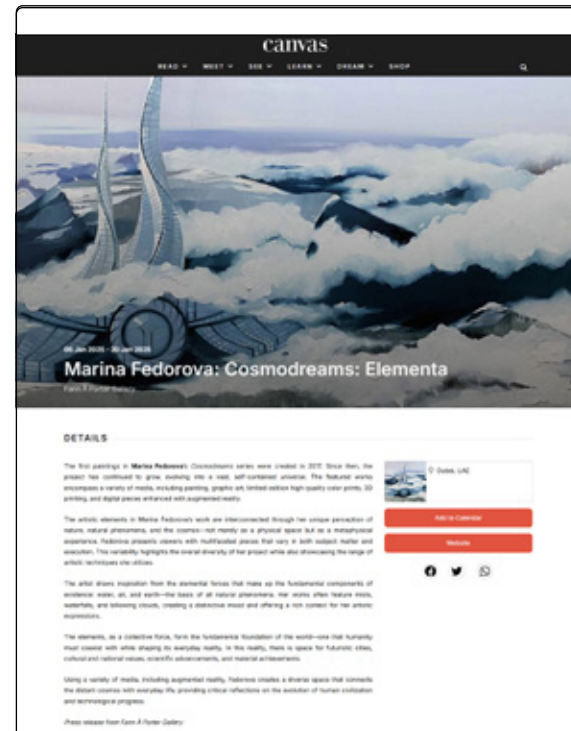 canvas
READ MEET SEE LEARN DREAM SHOP
06 Jan 2025 - 30 Jan 2025
Marina Fedorova: Cosmodreams: Elementa
Farm À Porter Gallery
DETAILS
The first paintings in Marina Fedorova's Cosmodreams series were created in 2017. Since then, the
project has continued to grow, evolving into a vast, self-contained universe. The featured works
encompass a variety of media, including painting, graphic art, limited edition high quality color prints, 3D
printing, and digital pieces enhanced with augmented reality.
The artistic elements in Marina Fedorova's work are interconnected through her unique perception of
nature, natural phenomena, and the cosmos—not merely as a physical space but as a metaphysical
experience. Fedorova presents viewers with multifaceted pieces that vary in both subject matter and
execution. This variability highlights the overall diversity of her project while also showcasing the range of
artistic techniques she utilizes.
The artist draws inspiration from the elemental forces that make up the fundamental components of
existence: water, air, and earth—the basis of all natural phenomena. Her works often feature mists,
waterfalls, and billowing clouds, creating a distinctive mood and offering a rich context for her artistic
expressions.
The elements, as a collective force, form the fundamental foundation of the world—one that humanity
must coexist with while shaping its everyday reality. In this reality, there is space for futuristic cities,
cultural and national values, scientific advancements, and material achievements.
Using a variety of media, including augmented reality, Fedorova creates a diverse space that connects
the distant cosmos with everyday life, providing critical reflections on the evolution of human civilization
and technological progress.
Press release from Farm À Porter Gallery
Dubai, UAE
Add to Calendar
Website